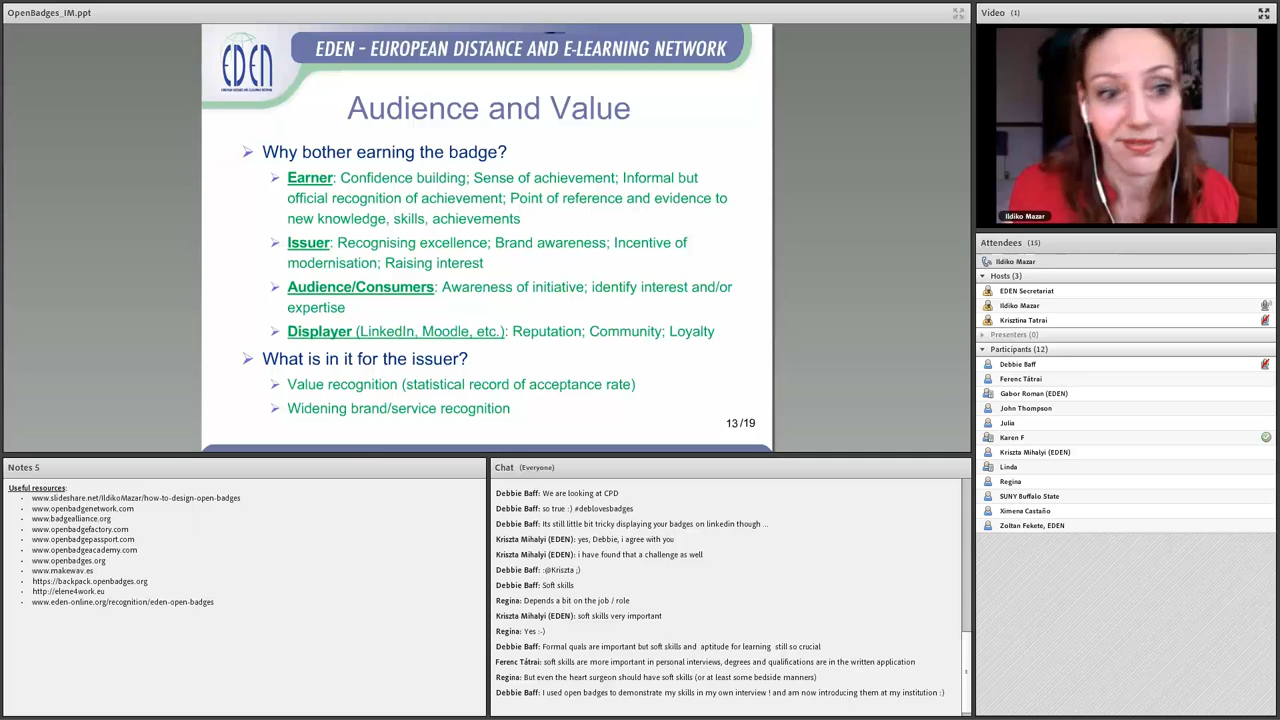 OpenBadges_IM.ppt
EDEN
EDEN - EUROPEAN DISTANCE AND E-LEARNING NETWORK
Audience and Value
Why bother earning the badge?
Earner: Confidence building; Sense of achievement; Informal but
official recognition of achievement; Point of reference and evidence to
new knowledge, skills, achievements
Issuer: Recognising excellence; Brand awareness; Incentive of
modernisation; Raising interest
Audience/Consumers: Awareness of initiative; identify interest and/or
expertise
Displayer (LinkedIn, Moodle, etc.): Reputation; Community; Loyalty
What is in it for the issuer?
Value recognition (statistical record of acceptance rate)
Widening brand/service recognition
13/19
Video (1)
Ildiko Mazar
Attendees (15)
Ildiko Mazar
Hosts (3)
EDEN Secretariat
Ildiko Mazar
Krisztina Tatrai
Presenters (0)
Participants (12)
Debbie Baff
Ferenc Tátrai
Gabor Roman (EDEN)
John Thompson
Julia
Karen F
Kriszta Mihalyi (EDEN)
Linda
Regina
SUNY Buffalo State
Ximena Castaño
Zoltan Fekete, EDEN
Notes 5
Useful resources:
www.slideshare.net/IldikoMazar/how-to-design-open-badges
www.openbadgenetwork.com
www.badgealliance.org
www.openbadgefactory.com
www.openbadgepassport.com
www.openbadgeacademy.com
www.openbadges.org
www.makewav.es
https://backpack.openbadges.org
http://elene4work.eu
www.eden-online.org/recognition/eden-open-badges
Chat (Everyone)
Debbie Baff: We are looking at CPD
Debbie Baff: so true :) #deblovesbadges
Debbie Baff: Its still little bit tricky displaying your badges on linkedin though ...
Kriszta Mihalyi (EDEN): yes, Debbie, i agree with you
Kriszta Mihalyi (EDEN): i have found that a challenge as well
Debbie Baff: :@Kriszta ;)
Debbie Baff: Soft skills
Regina: Depends a bit on the job / role
Kriszta Mihalyi (EDEN): soft skills very important
Regina: Yes :-)
Debbie Baff: Formal quals are important but soft skills and aptitude for learning still so crucial
Ferenc Tátrai: soft skills are more important in personal interviews, degrees and qualifications are in the written application
Regina: But even the heart surgeon should have soft skills (or at least some bedside manners)
Debbie Baff: I used open badges to demonstrate my skills in my own interview ! and am now introducing them at my institution :)